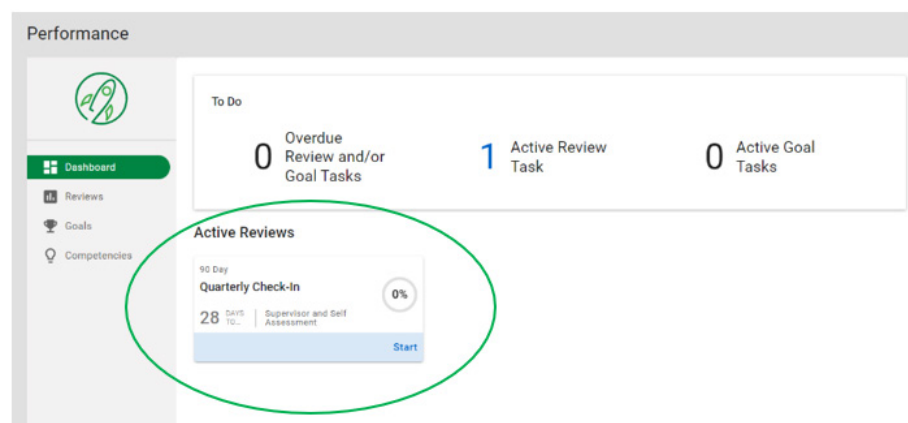 Performance
Dashboard
Reviews
Goals
Competencies
To Do
0
Overdue
Review and/or
Goal Tasks
1
Active Review
Task
0
Active Goal
Tasks
Active Reviews
90 Day
Quarterly Check-In
0%
28
DAYS
TO...
Supervisor and Self
Assessment
Start